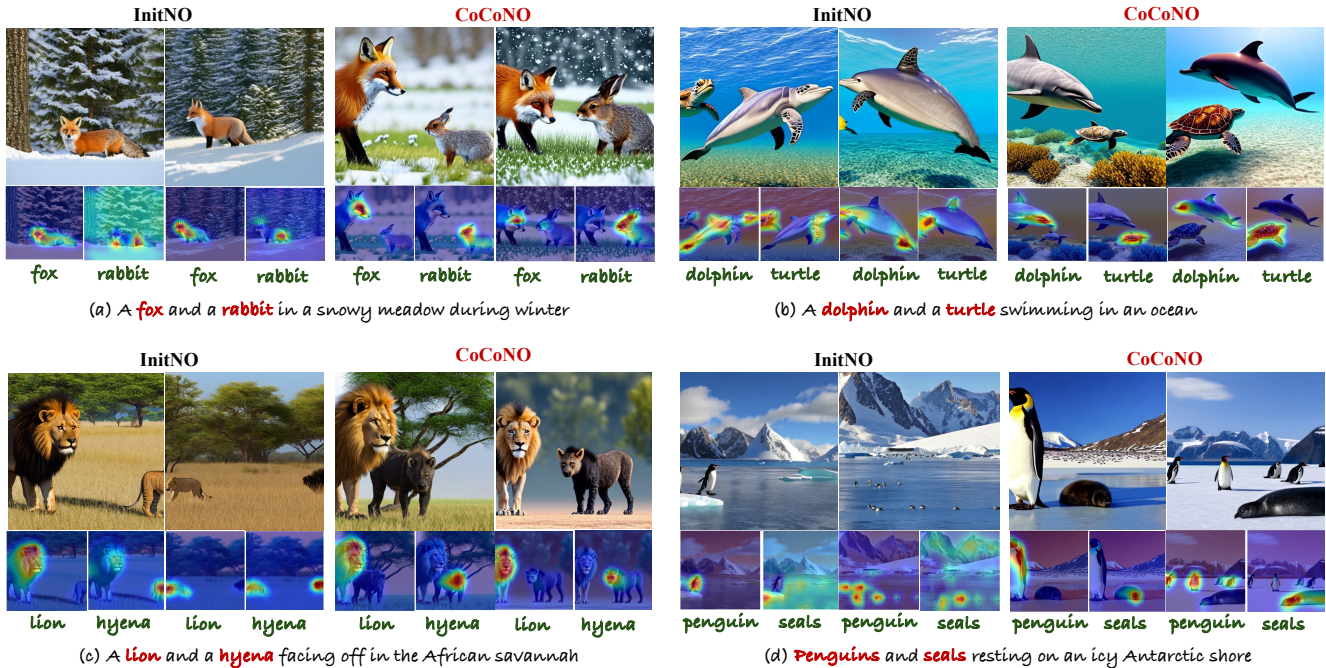 InitNO CoCoNO
fox rabbit fox rabbit fox rabbit fox rabbit
(a) A fox and a rabbit in a snowy meadow during winter
InitNO CoCoNO
dolphin turtle dolphin turtle dolphin turtle dolphin turtle
(b) A dolphin and a turtle swimming in an ocean
InitNO CoCoNO
lion hyena lion hyena lion hyena lion hyena
(c) A lion and a hyena facing off in the African savannah
InitNO CoCoNO
penguin seals penguin seals penguin seals penguin seals
(d) Penguins and seals resting on an icy Antarctic shore